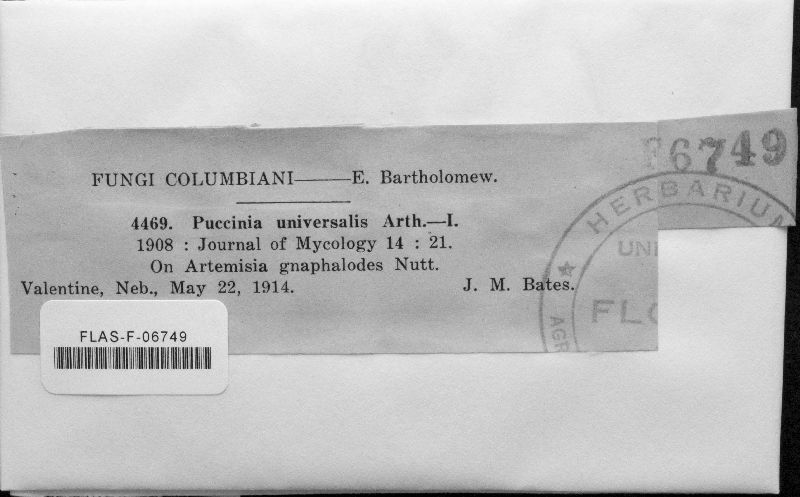 F6749
HERBARIUM
UNI
FLO
AGR
FUNGI COLUMBIANI——E. Bartholomew.
4469. Puccinia universalis Arth.—I.
1908 : Journal of Mycology 14 : 21.
On Artemisia gnaphalodes Nutt.
Valentine, Neb., May 22, 1914. J. M. Bates.
FLAS-F-06749